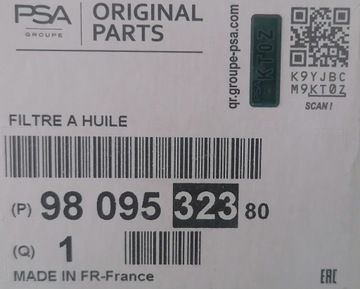 PSA
GROUPE
ORIGINAL
PARTS
qr.groupe-psa.com
KT0Z
K9YJBC
M9KT0Z
SCAN!
FILTRE A HUILE
(P) 98 095 323 80
(Q) 1
MADE IN FR-France
EAC